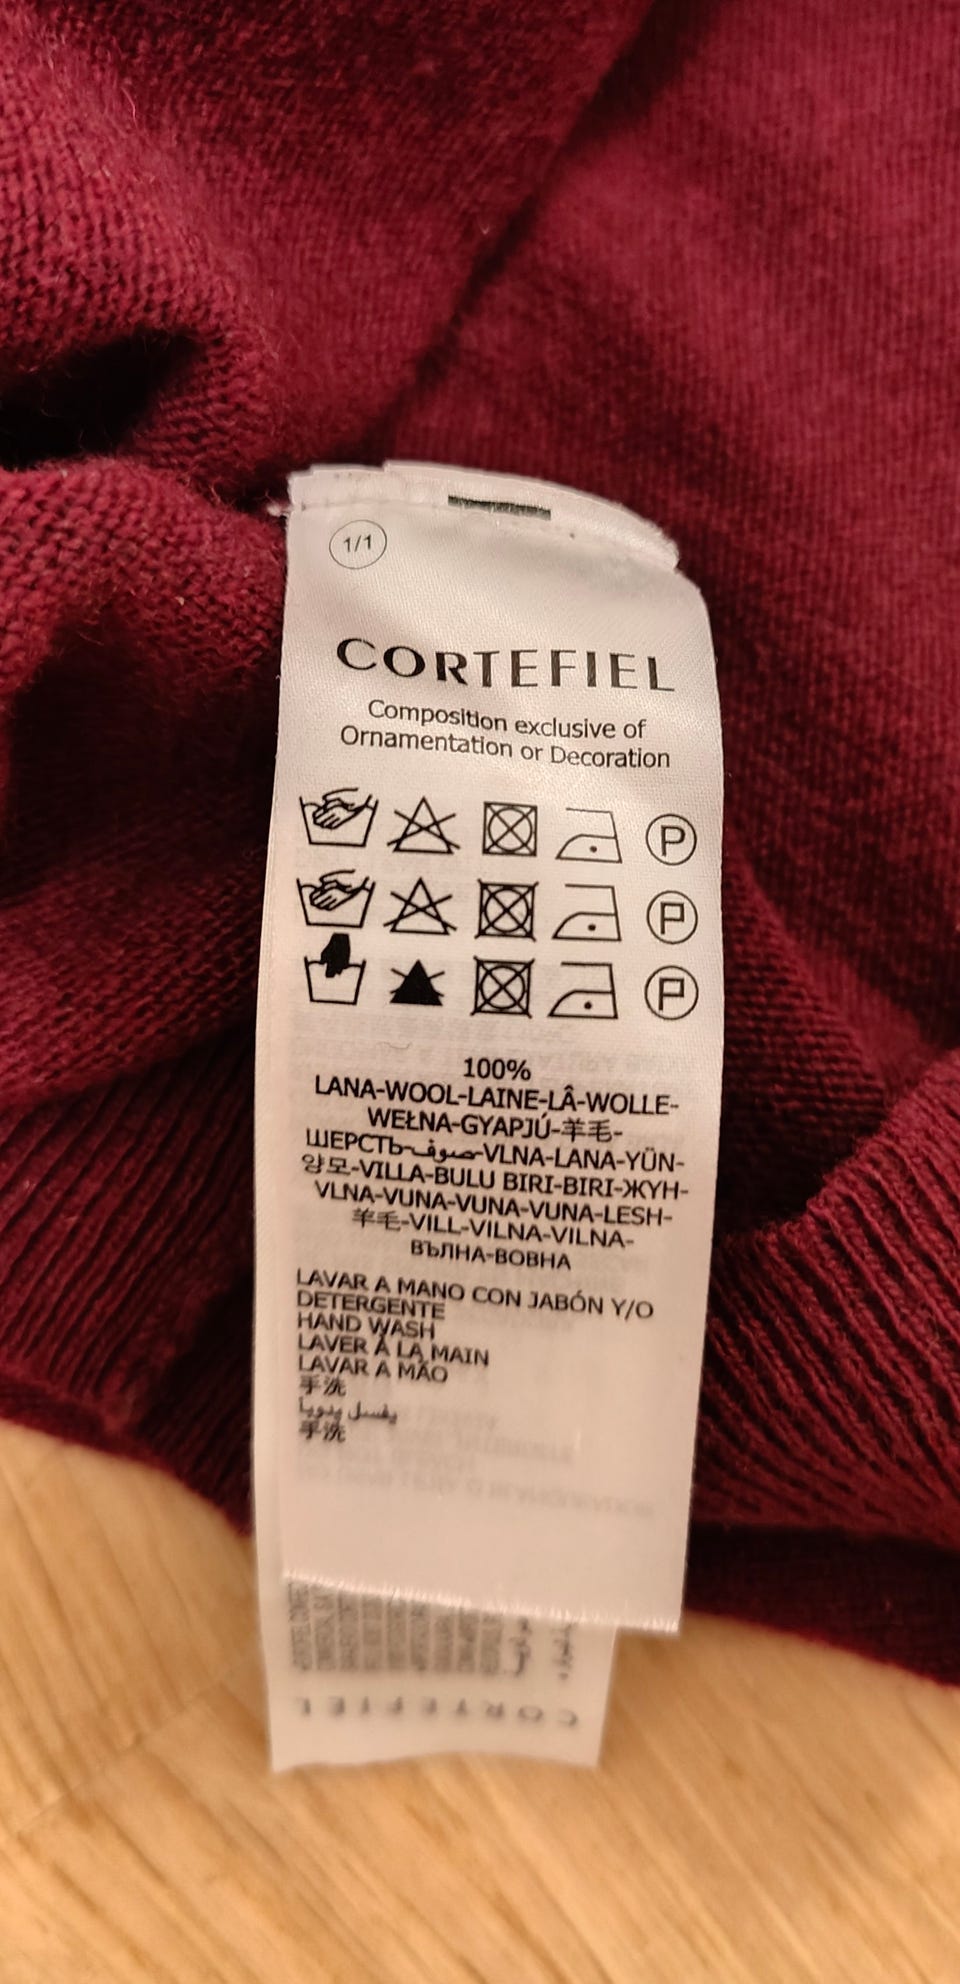 1/1
CORTEFIEL
Composition exclusive of
Ornamentation or Decoration
P
P
P
100%
LANA-WOOL-LAINE-LÂ-WOLLE-
WEŁNA-GYAPJÚ-羊毛-
ШЕРСТЬ-صوف-VLNA-LANA-YÜN-
양모-VILLA-BULU BIRI-BIRI-ЖҮН-
VLNA-VUNA-VUNA-VUNA-LESH-
羊毛-VILL-VILNA-VILNA-
ВЪЛНА-ВОВНА
LAVAR A MANO CON JABÓN Y/O
DETERGENTE
HAND WASH
LAVER À LA MAIN
LAVAR A MÃO
手洗
يغسل يدويا
手洗
CORTEFIEL